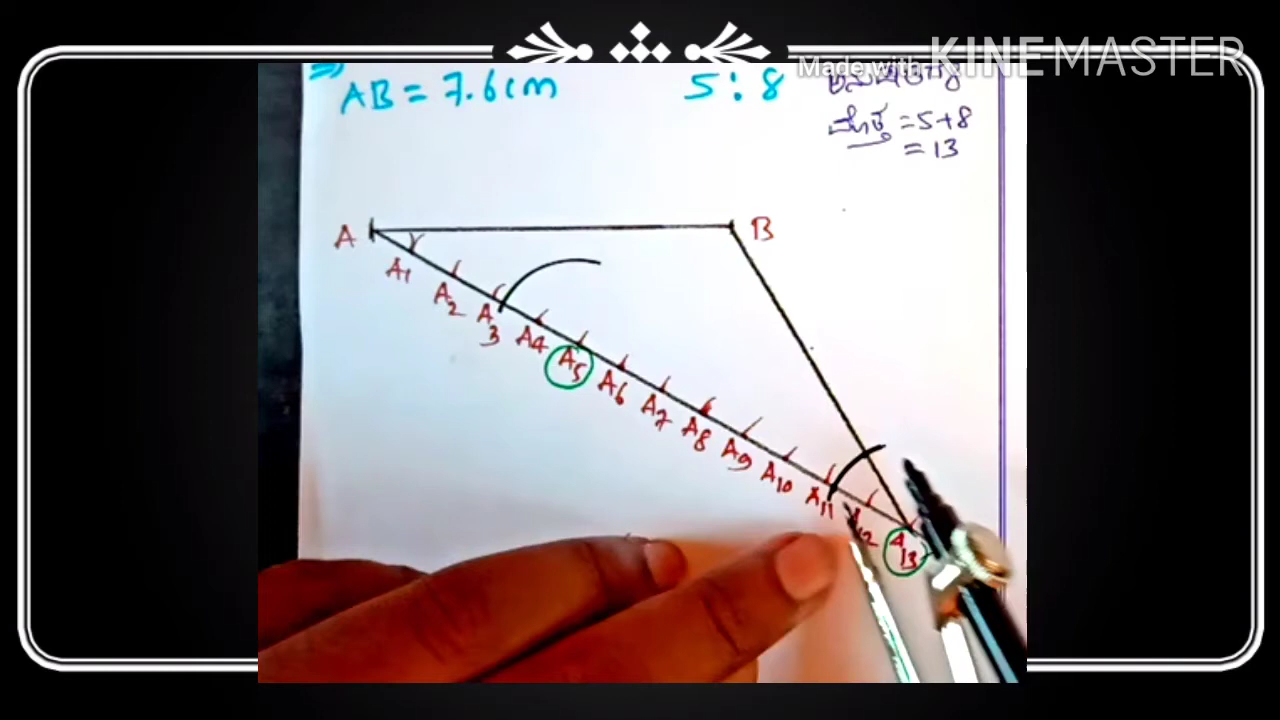 Made with KINEMASTER
AB = 7.6cm
5 : 8
ಮೊತ್ತ = 5+8
= 13
A
B
A1
A2
A3
A4
A5
A6
A7
A8
A9
A10
A11
A12
A13